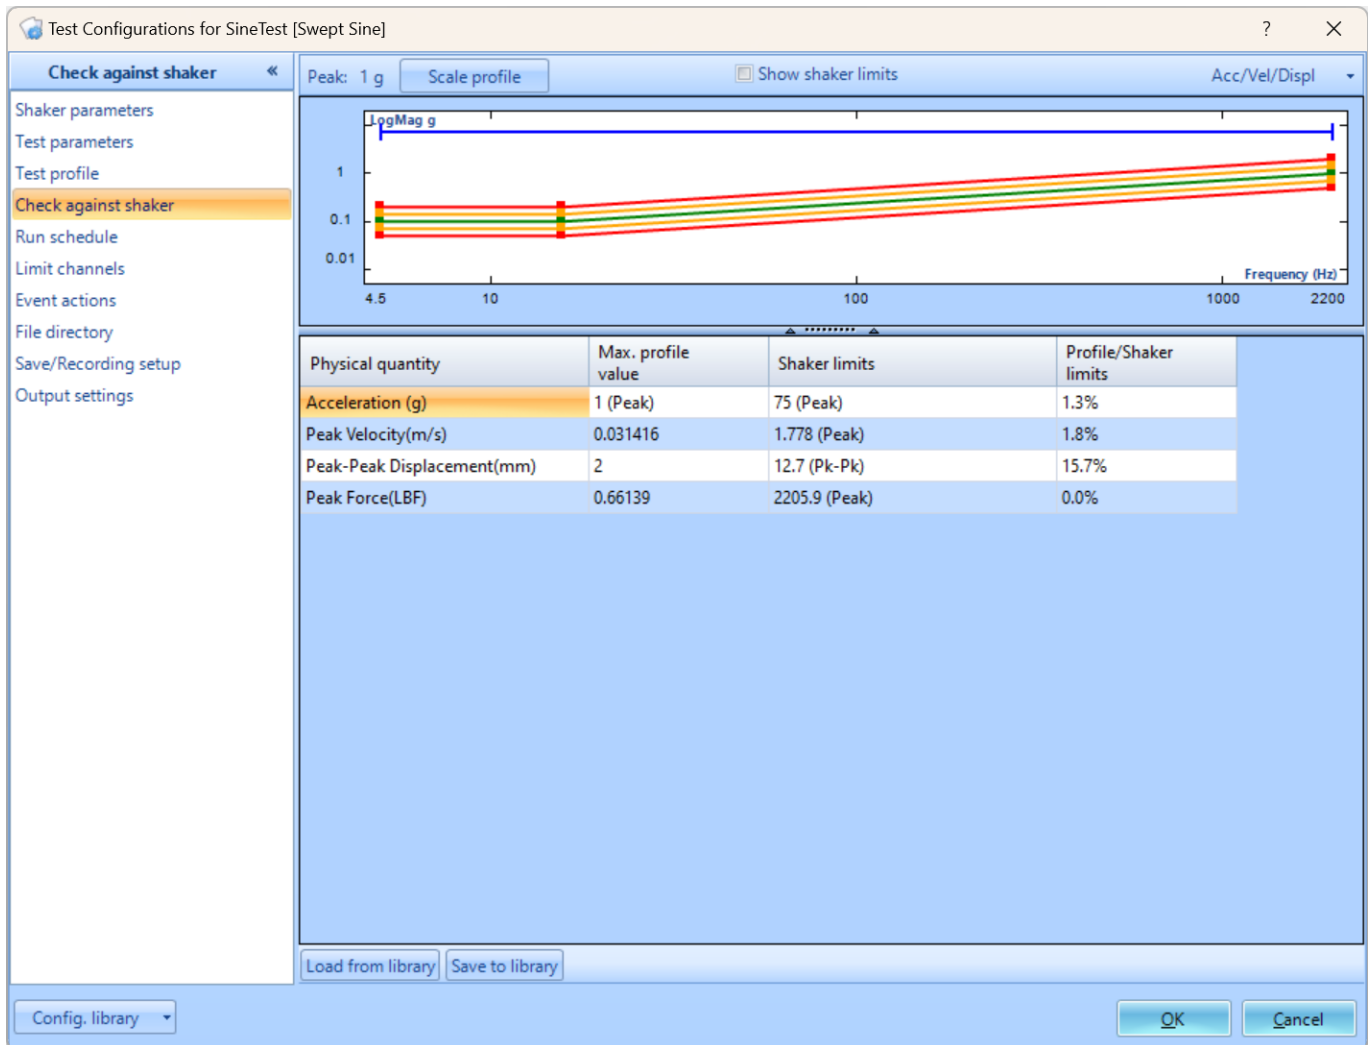 Test Configurations for SineTest [Swept Sine]
?
Check against shaker
«
Peak: 1 g
Scale profile
Show shaker limits
Acc/Vel/Displ
Shaker parameters
Test parameters
Test profile
Check against shaker
Run schedule
Limit channels
Event actions
File directory
Save/Recording setup
Output settings
LogMag g
1
0.1
0.01
Frequency (Hz)
4.5 10 100 1000 2200
Physical quantity Max. profile value Shaker limits Profile/Shaker limits
Acceleration (g) 1 (Peak) 75 (Peak) 1.3%
Peak Velocity(m/s) 0.031416 1.778 (Peak) 1.8%
Peak-Peak Displacement(mm) 2 12.7 (Pk-Pk) 15.7%
Peak Force(LBF) 0.66139 2205.9 (Peak) 0.0%
Load from library
Save to library
Config. library
OK
Cancel